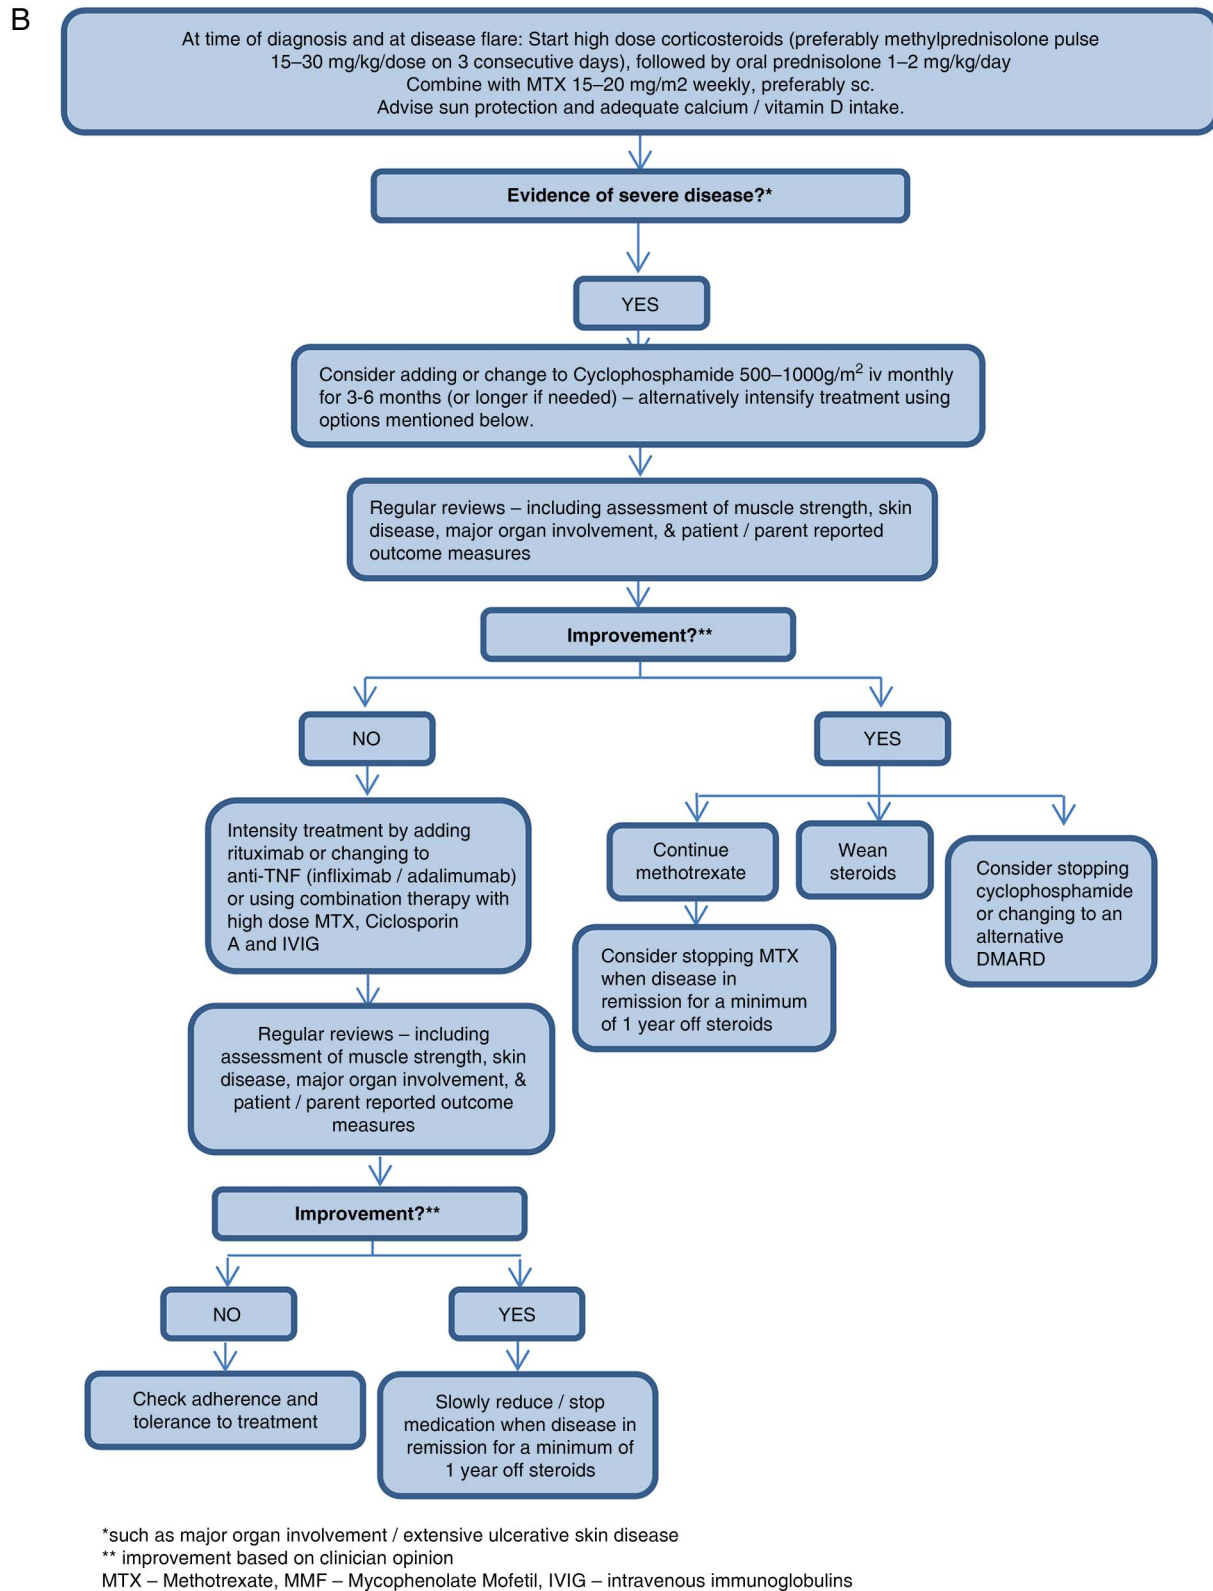 B
At time of diagnosis and at disease flare: Start high dose corticosteroids (preferably methylprednisolone pulse
15–30 mg/kg/dose on 3 consecutive days), followed by oral prednisolone 1–2 mg/kg/day
Combine with MTX 15–20 mg/m2 weekly, preferably sc.
Advise sun protection and adequate calcium / vitamin D intake.
Evidence of severe disease?*
YES
Consider adding or change to Cyclophosphamide 500–1000g/m² iv monthly
for 3-6 months (or longer if needed) – alternatively intensify treatment using
options mentioned below.
Regular reviews – including assessment of muscle strength, skin
disease, major organ involvement, & patient / parent reported
outcome measures
Improvement?**
NO
YES
Intensity treatment by adding
rituximab or changing to
anti-TNF (infliximab / adalimumab)
or using combination therapy with
high dose MTX, Ciclosporin
A and IVIG
Continue
methotrexate
Wean
steroids
Consider stopping
cyclophosphamide
or changing to an
alternative
DMARD
Consider stopping MTX
when disease in
remission for a minimum
of 1 year off steroids
Regular reviews – including
assessment of muscle strength, skin
disease, major organ involvement, &
patient / parent reported outcome
measures
Improvement?**
NO
YES
Check adherence and
tolerance to treatment
Slowly reduce / stop
medication when disease in
remission for a minimum of
1 year off steroids
*such as major organ involvement / extensive ulcerative skin disease
** improvement based on clinician opinion
MTX – Methotrexate, MMF – Mycophenolate Mofetil, IVIG – intravenous immunoglobulins